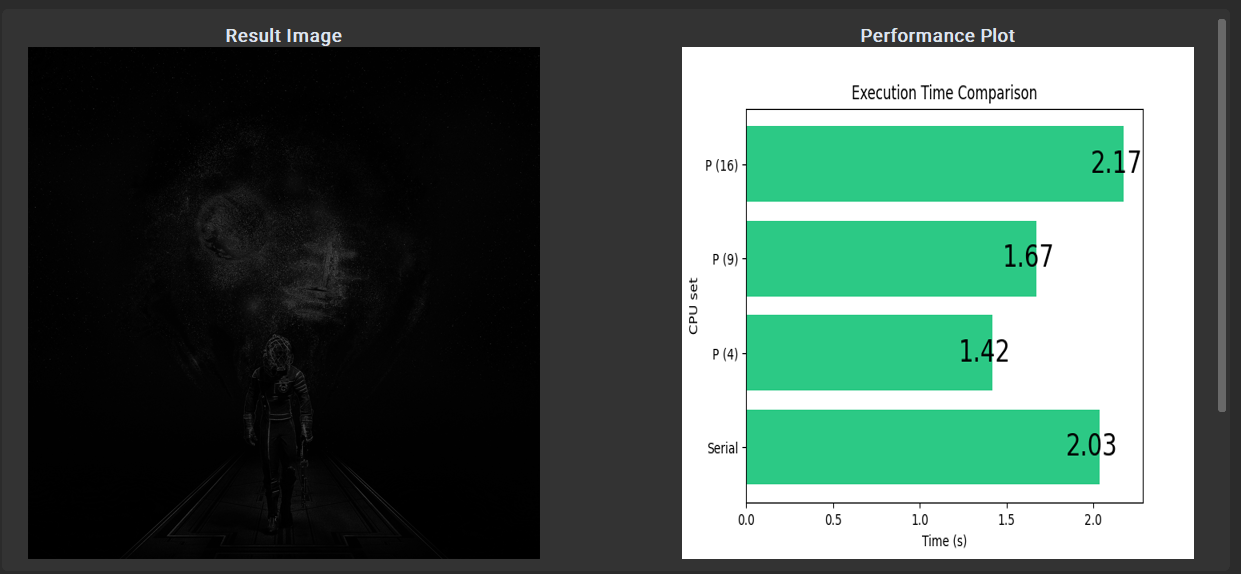 Result Image
Performance Plot
Execution Time Comparison
P (16)
2.17
P (9)
1.67
CPU set
P (4)
1.42
Serial
2.03
0.0 0.5 1.0 1.5 2.0
Time (s)